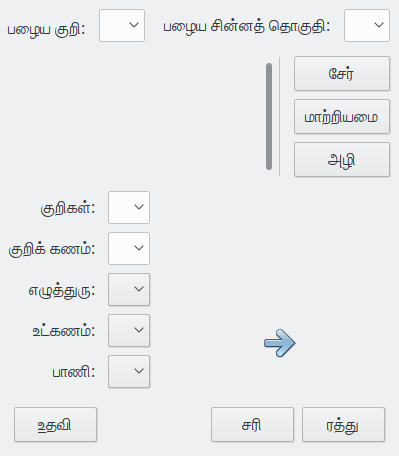 பழைய குறி: பழைய சின்னத் தொகுதி:
சேர்
மாற்றியமை
அழி
குறிகள்:
குறிக் கணம்:
எழுத்துரு:
உட்கணம்:
பாணி:
உதவி சரி ரத்து